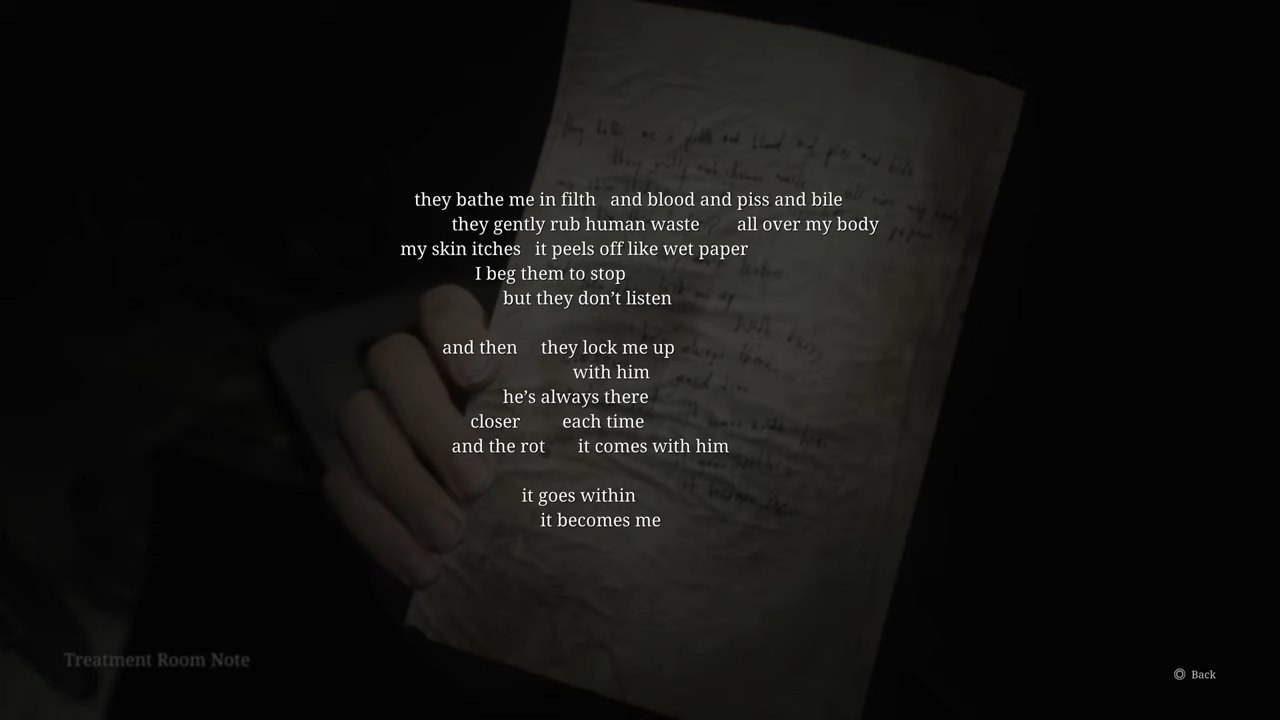 they bathe me in filth and blood and piss and bile
they gently rub human waste all over my body
my skin itches it peels off like wet paper
I beg them to stop
but they don’t listen
and then they lock me up
with him
he’s always there
closer each time
and the rot it comes with him
it goes within
it becomes me
Treatment Room Note
Back